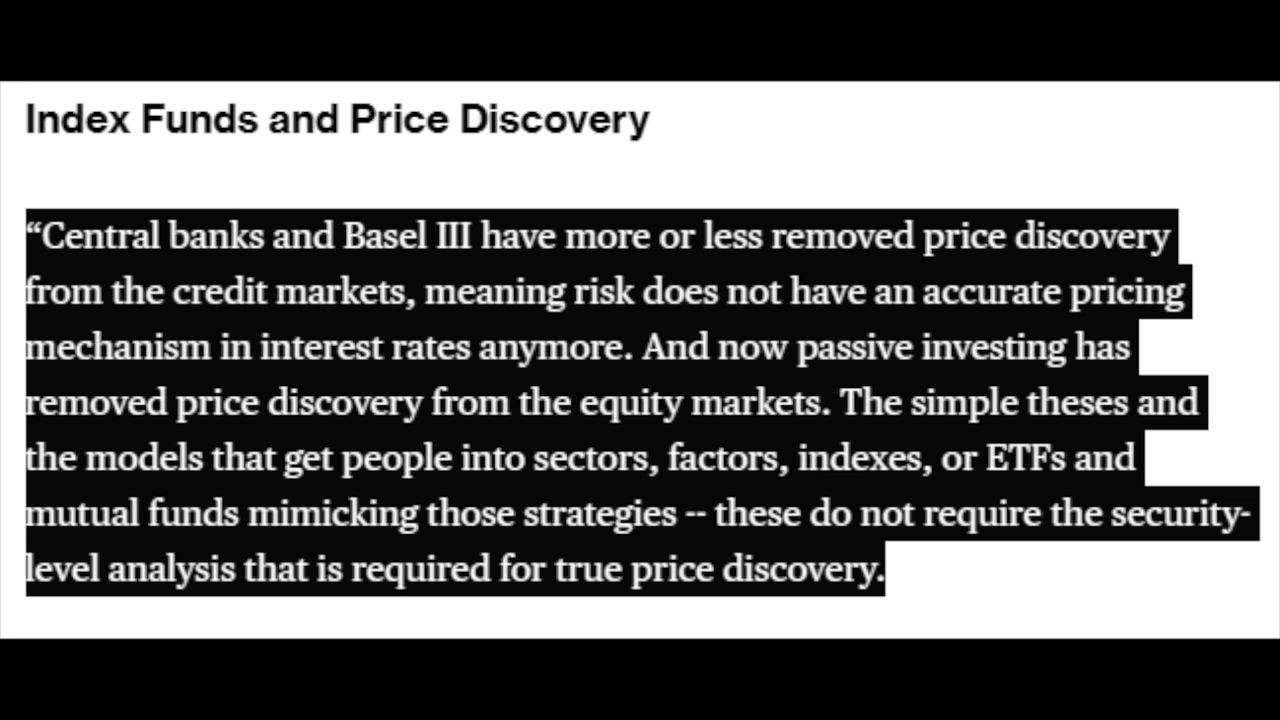 Index Funds and Price Discovery
“Central banks and Basel III have more or less removed price discovery
from the credit markets, meaning risk does not have an accurate pricing
mechanism in interest rates anymore. And now passive investing has
removed price discovery from the equity markets. The simple theses and
the models that get people into sectors, factors, indexes, or ETFs and
mutual funds mimicking those strategies -- these do not require the security-
level analysis that is required for true price discovery.